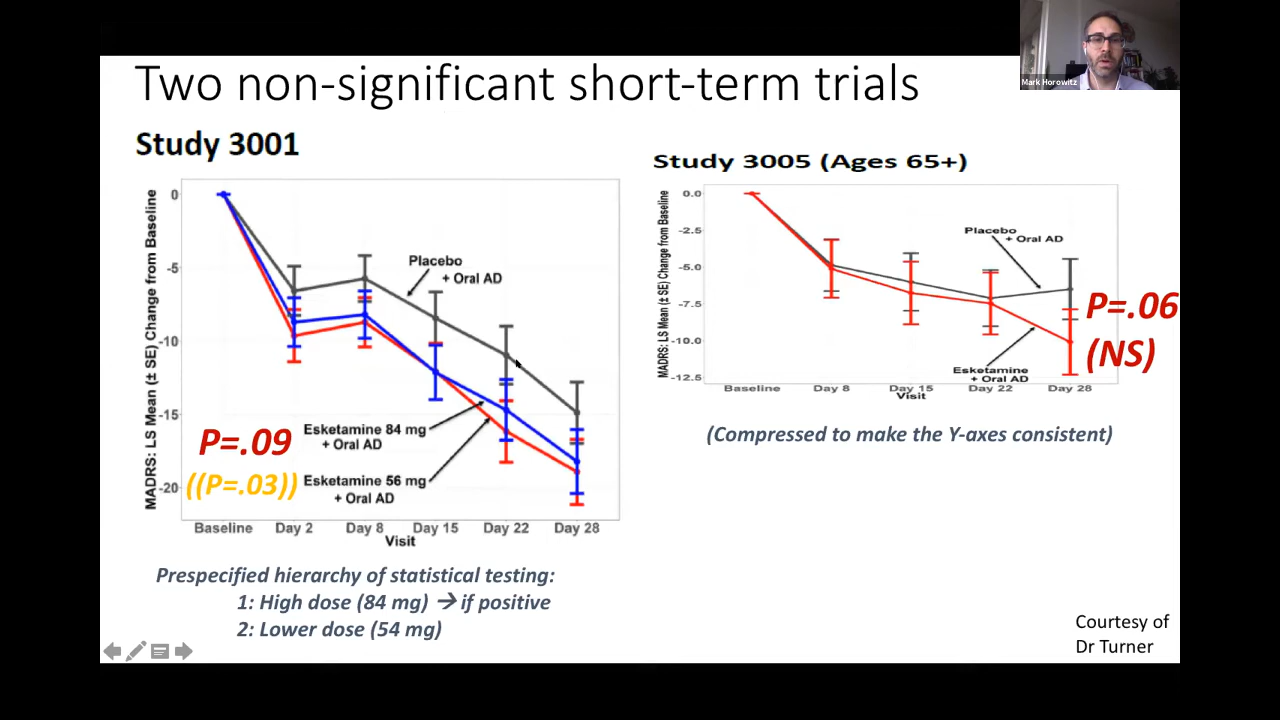 Mark Horowitz
Two non-significant short-term trials
Study 3001
MADRS: LS Mean (± SE) Change from Baseline
0
-5
-10
-15
-20
Placebo
+ Oral AD
Esketamine 84 mg
+ Oral AD
Esketamine 56 mg
+ Oral AD
P=.09
((P=.03))
Baseline Day 2 Day 8 Day 15 Day 22 Day 28
Visit
Prespecified hierarchy of statistical testing:
1: High dose (84 mg) → if positive
2: Lower dose (54 mg)
Study 3005 (Ages 65+)
MADRS: LS Mean (± SE) Change from Baseline
0.0
-2.5
-5.0
-7.5
-10.0
-12.5
Placebo
+ Oral AD
Esketamine
+ Oral AD
P=.06
(NS)
Baseline Day 8 Day 15 Day 22 Day 28
Visit
(Compressed to make the Y-axes consistent)
Courtesy of
Dr Turner